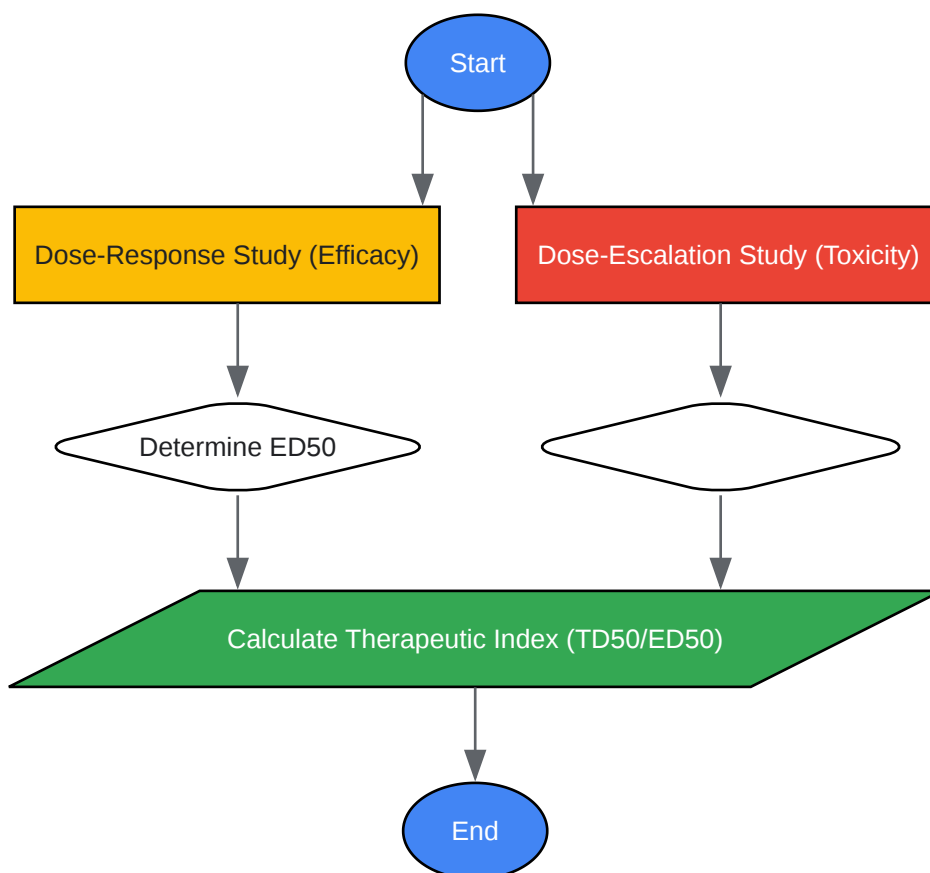 Start
Dose-Response Study (Efficacy)
Dose-Escalation Study (Toxicity)
Determine ED50
Calculate Therapeutic Index (TD50/ED50)
End